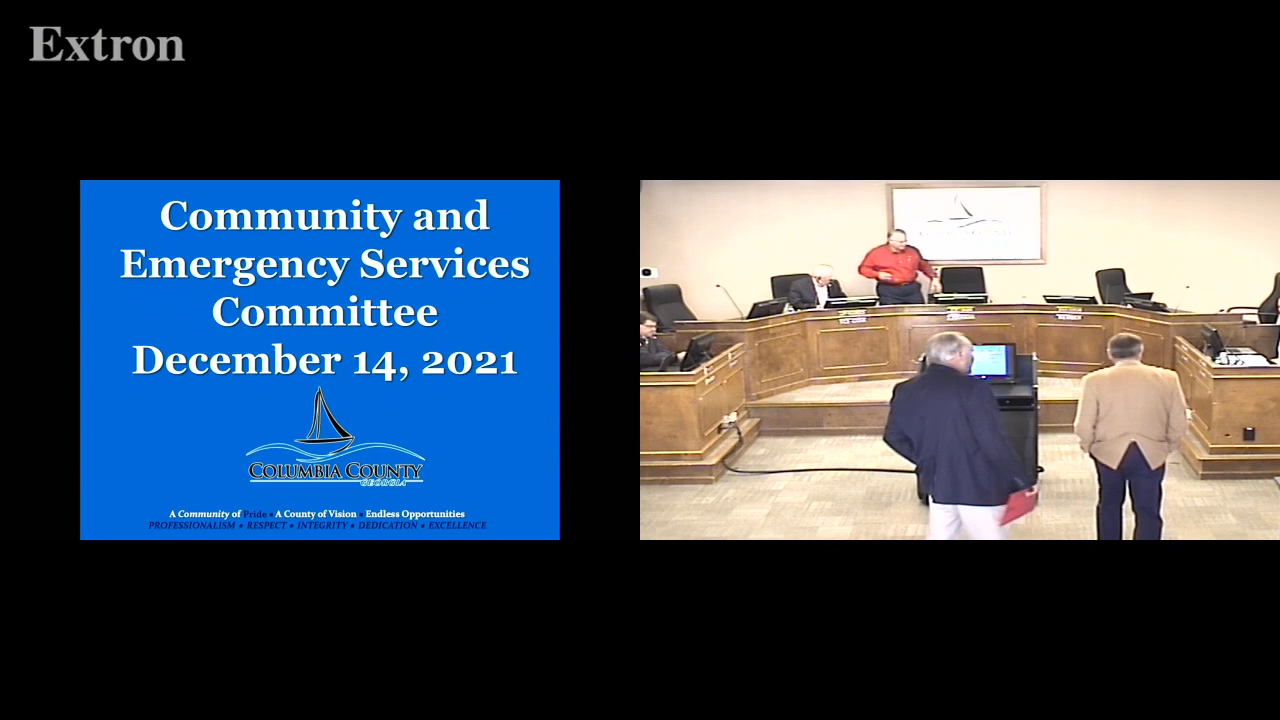 Extron
Community and
Emergency Services
Committee
December 14, 2021
COLUMBIA COUNTY
GEORGIA
A Community of Pride • A County of Vision • Endless Opportunities
PROFESSIONALISM • RESPECT • INTEGRITY • DEDICATION • EXCELLENCE